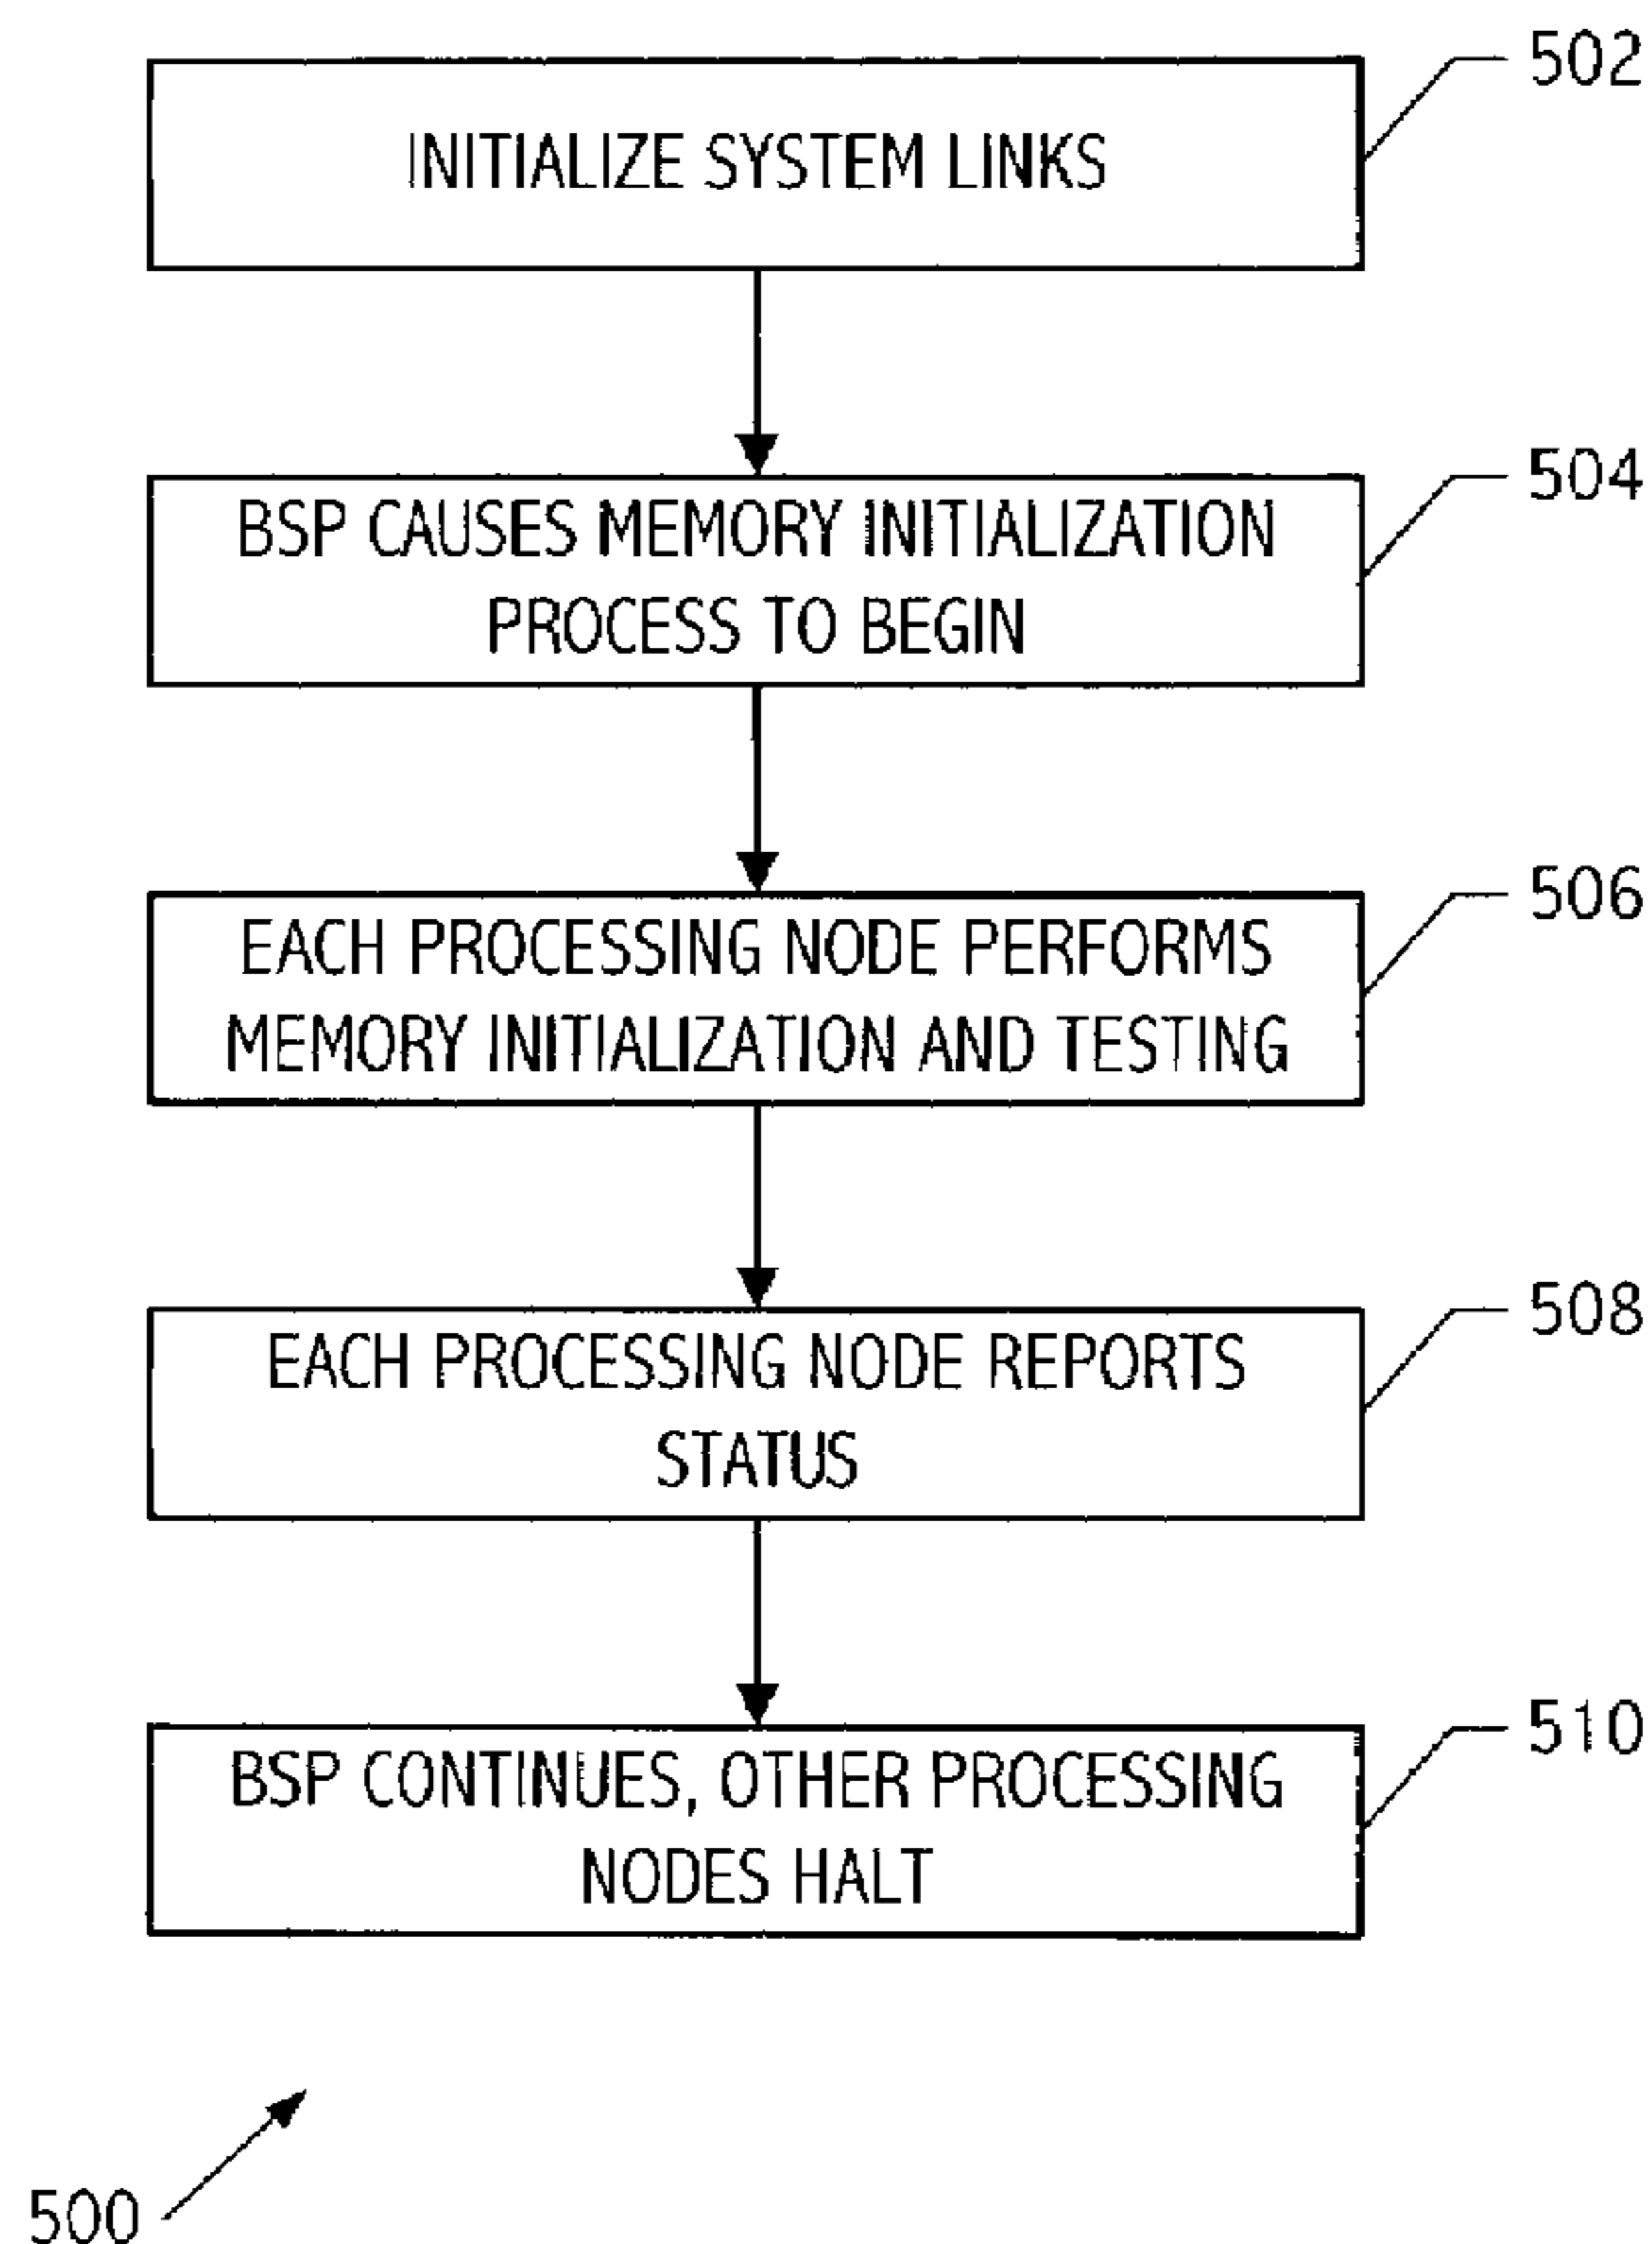 502
INITIALIZE SYSTEM LINKS
504
BSP CAUSES MEMORY INITIALIZATION
PROCESS TO BEGIN
506
EACH PROCESSING NODE PERFORMS
MEMORY INITIALIZATION AND TESTING
508
EACH PROCESSING NODE REPORTS
STATUS
510
BSP CONTINUES, OTHER PROCESSING
NODES HALT
500